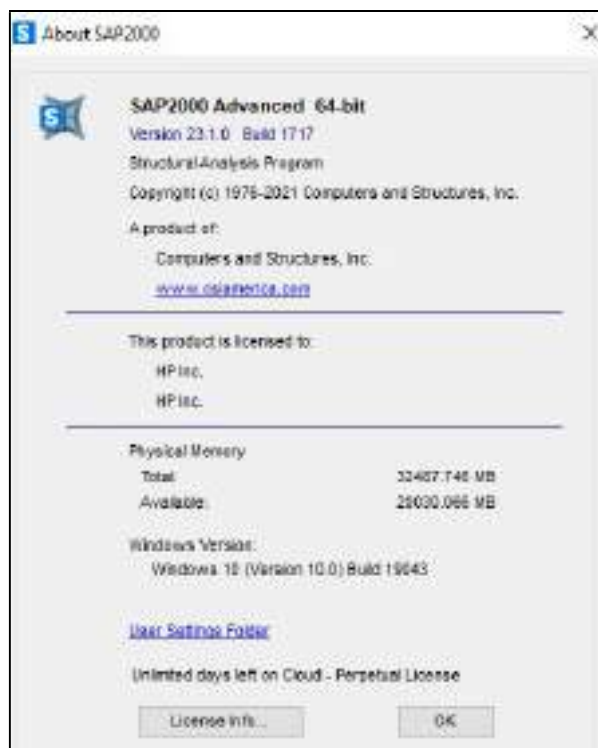 About SAP2000
SAP2000 Advanced 64-bit
Version 23.1.0 Build 1717
Structural Analysis Program
Copyright (c) 1976-2021 Computers and Structures, Inc.
A product of:
Computers and Structures, Inc.
www.csiamerica.com
This product is licensed to:
HP Inc.
HP Inc.
Physical Memory
Total: 32487.746 MB
Available: MB
Windows Version:
Windows 10 (Version 10.0) Build 19043
User Settings Folder
Unlimited days left on Cloud - Perpetual License
License Info...
OK